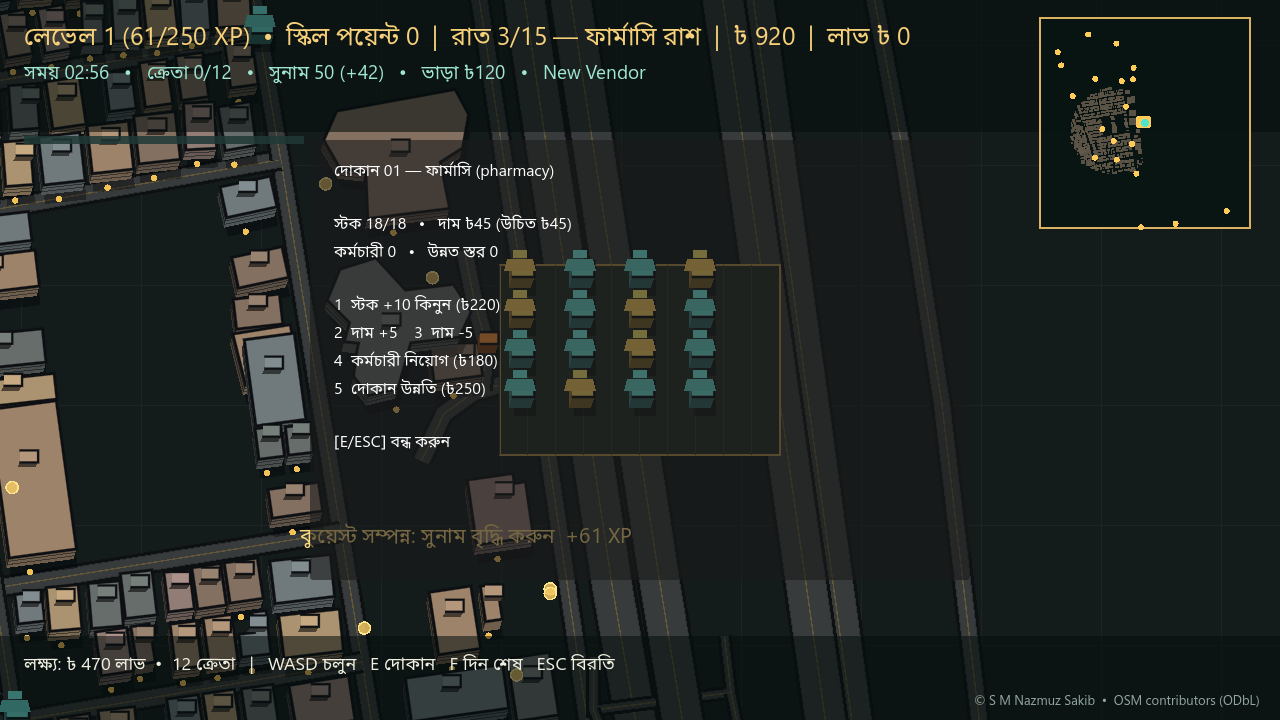 লেভেল 1 (61/250 XP) • স্কিল পয়েন্ট 0 | রাত 3/15 — ফার্মাসি রাশ | ৳ 920 | লাভ ৳ 0
সময় 02:56 • ক্রেতা 0/12 • সুনাম 50 (+42) • ভাড়া ৳120 • New Vendor
দোকান 01 — ফার্মাসি (pharmacy)
স্টক 18/18 • দাম ৳45 (উচিত ৳45)
কর্মচারী 0 • উন্নত স্তর 0
1 স্টক +10 কিনুন (৳220)
2 দাম +5 3 দাম -5
4 কর্মচারী নিয়োগ (৳180)
5 দোকান উন্নতি (৳250)
[E/ESC] বন্ধ করুন
কুয়েস্ট সম্পন্ন: সুনাম বৃদ্ধি করুন +61 XP
লক্ষ্য: ৳ 470 লাভ • 12 ক্রেতা | WASD চলুন E দোকান F দিন শেষ ESC বিরতি
© S M Nazmuz Sakib • OSM contributors (ODbL)